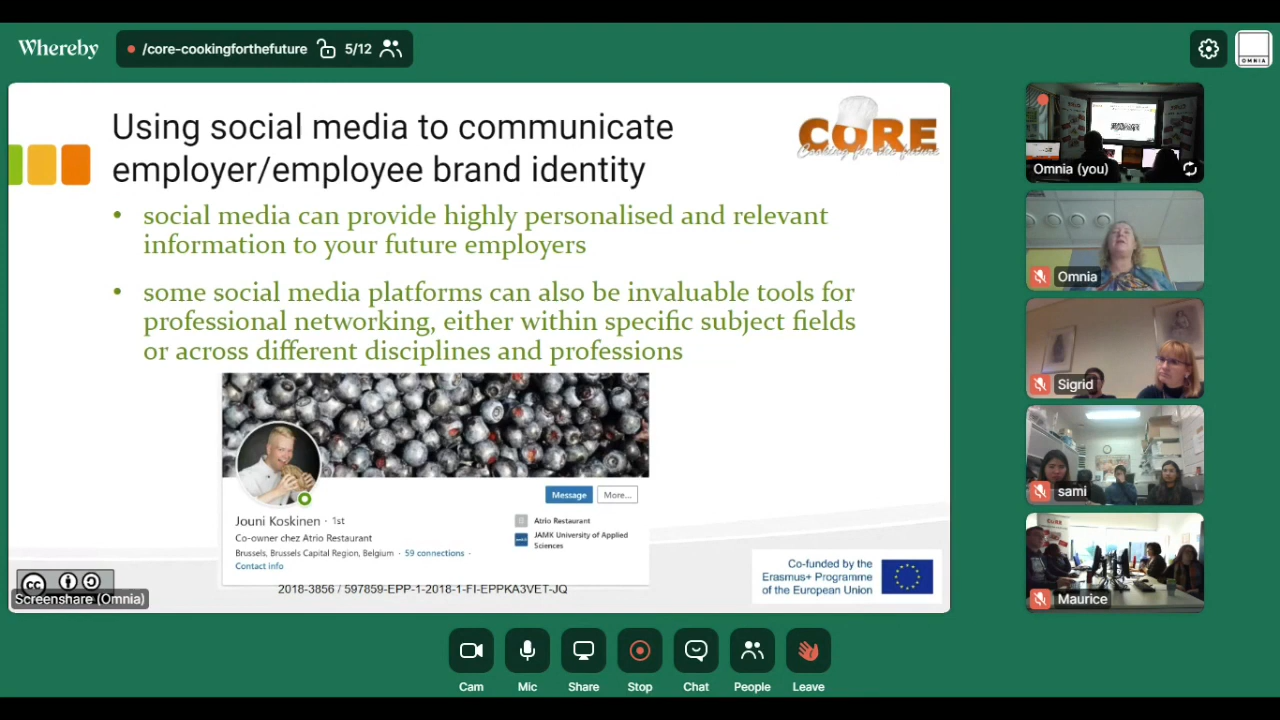 Whereby
/core-cookingforthefuture
5/12
OMNIA
Using social media to communicate
employer/employee brand identity
CORE
Cooking for the future
• social media can provide highly personalised and relevant
information to your future employers
• some social media platforms can also be invaluable tools for
professional networking, either within specific subject fields
or across different disciplines and professions
Message
More...
Jouni Koskinen · 1st
Co-owner chez Atrio Restaurant
Brussels, Brussels Capital Region, Belgium · 59 connections ·
Contact info
Atrio Restaurant
JAMK University of Applied
Sciences
2018-3856 / 597859-EPP-1-2018-1-FI-EPPKA3VET-JQ
Co-funded by the
Erasmus+ Programme
of the European Union
cc
Screenshare (Omnia)
Omnia (you)
Omnia
Sigrid
sami
CORE
Maurice
Cam
Mic
Share
Stop
Chat
People
Leave